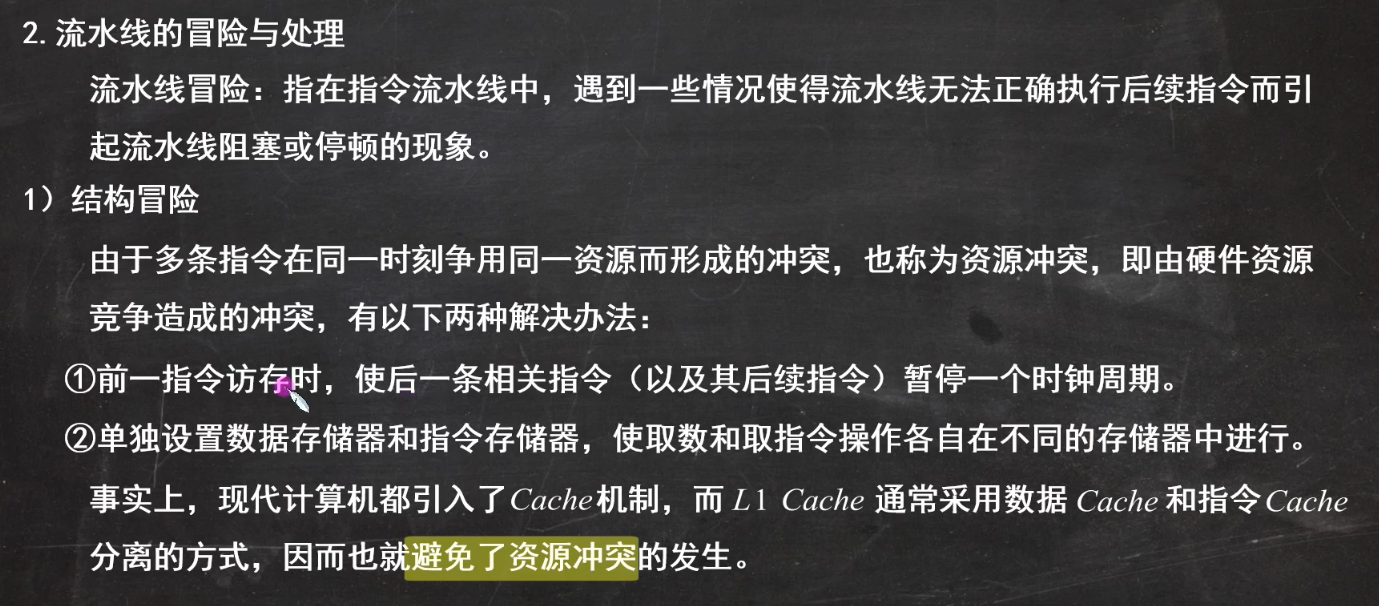 2.流水线的冒险与处理
流水线冒险：指在指令流水线中，遇到一些情况使得流水线无法正确执行后续指令而引
起流水线阻塞或停顿的现象。
1）结构冒险
由于多条指令在同一时刻争用同一资源而形成的冲突，也称为资源冲突，即由硬件资源
竞争造成的冲突，有以下两种解决办法：
①前一指令访存时，使后一条相关指令（以及其后续指令）暂停一个时钟周期。
②单独设置数据存储器和指令存储器，使取数和取指令操作各自在不同的存储器中进行。
事实上，现代计算机都引入了Cache机制，而 L1 Cache 通常采用数据 Cache 和指令Cache
分离的方式，因而也就避免了资源冲突的发生。